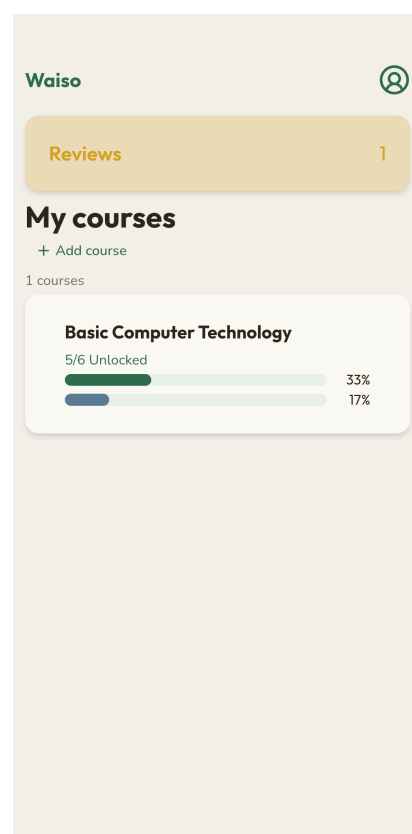 Waiso
Reviews 1
My courses
+ Add course
1 courses
Basic Computer Technology
5/6 Unlocked
33%
17%